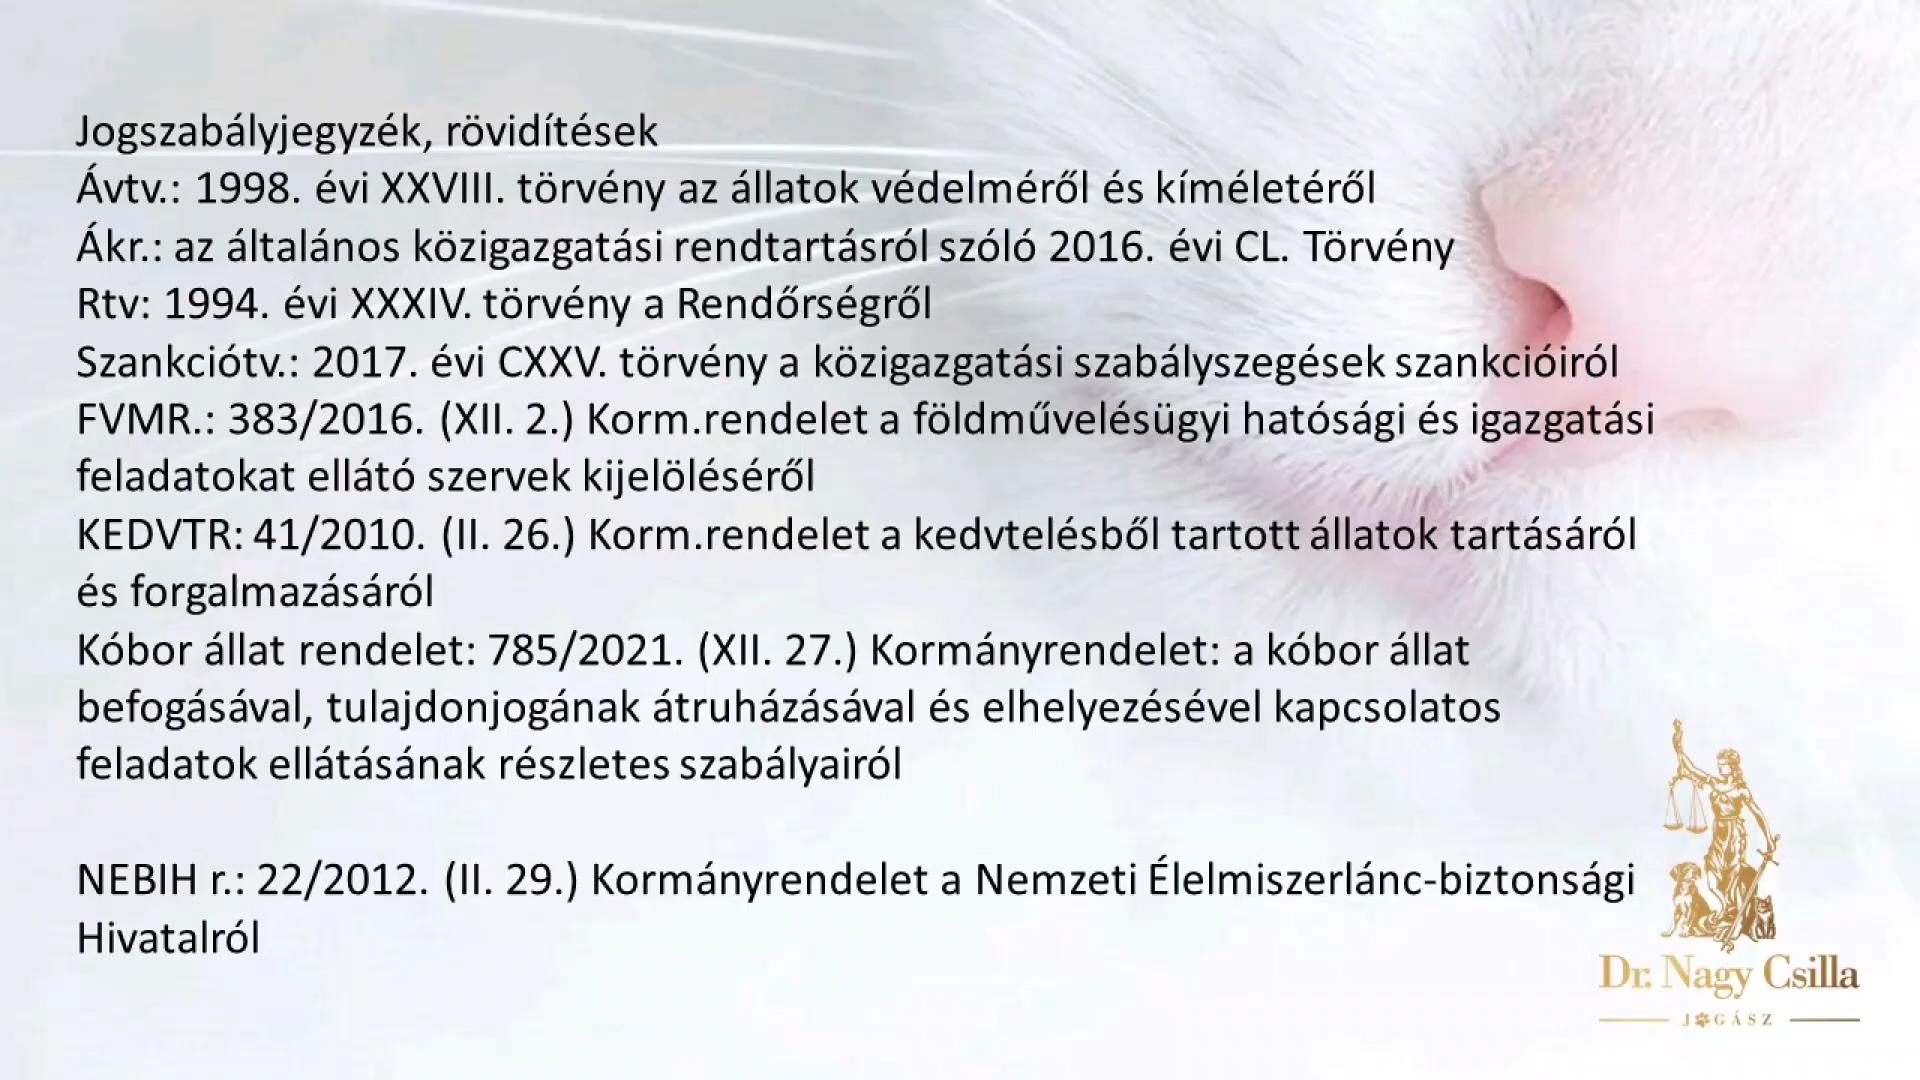 Jogszabályjegyzék, rövidítések
Ávtv.: 1998. évi XXVIII. törvény az állatok védelméről és kíméletéről
Ákr.: az általános közigazgatási rendtartásról szóló 2016. évi CL. Törvény
Rtv: 1994. évi XXXIV. törvény a Rendőrségről
Szankciótv.: 2017. évi CXXV. törvény a közigazgatási szabályszegések szankcióiról
FVMR.: 383/2016. (XII. 2.) Korm.rendelet a földművelésügyi hatósági és igazgatási
feladatokat ellátó szervek kijelöléséről
KEDVTR: 41/2010. (II. 26.) Korm.rendelet a kedvtelésből tartott állatok tartásáról
és forgalmazásáról
Kóbor állat rendelet: 785/2021. (XII. 27.) Kormányrendelet: a kóbor állat
befogásával, tulajdonjogának átruházásával és elhelyezésével kapcsolatos
feladatok ellátásának részletes szabályairól
NEBIH r.: 22/2012. (II. 29.) Kormányrendelet a Nemzeti Élelmiszerlánc-biztonsági
Hivatalról
Dr. Nagy Csilla
JOGÁSZ